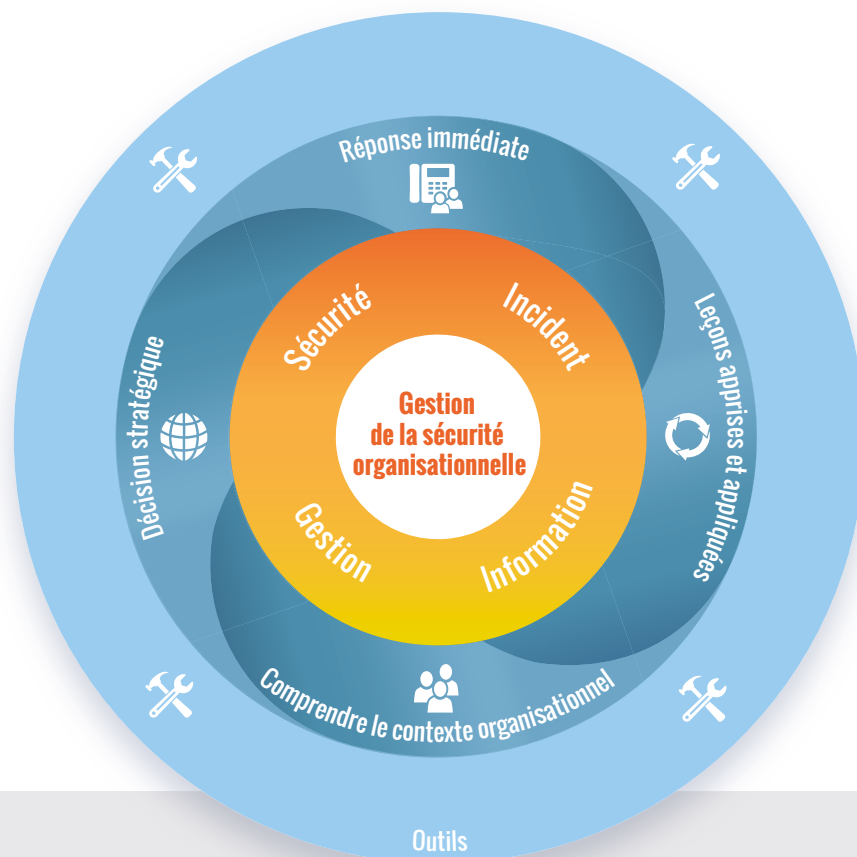 Réponse immédiate
Sécurité
Incident
Leçons apprises et appliquées
Décision stratégique
Gestion
de la sécurité
organisationnelle
Gestion
Information
Comprendre le contexte organisationnel
Outils